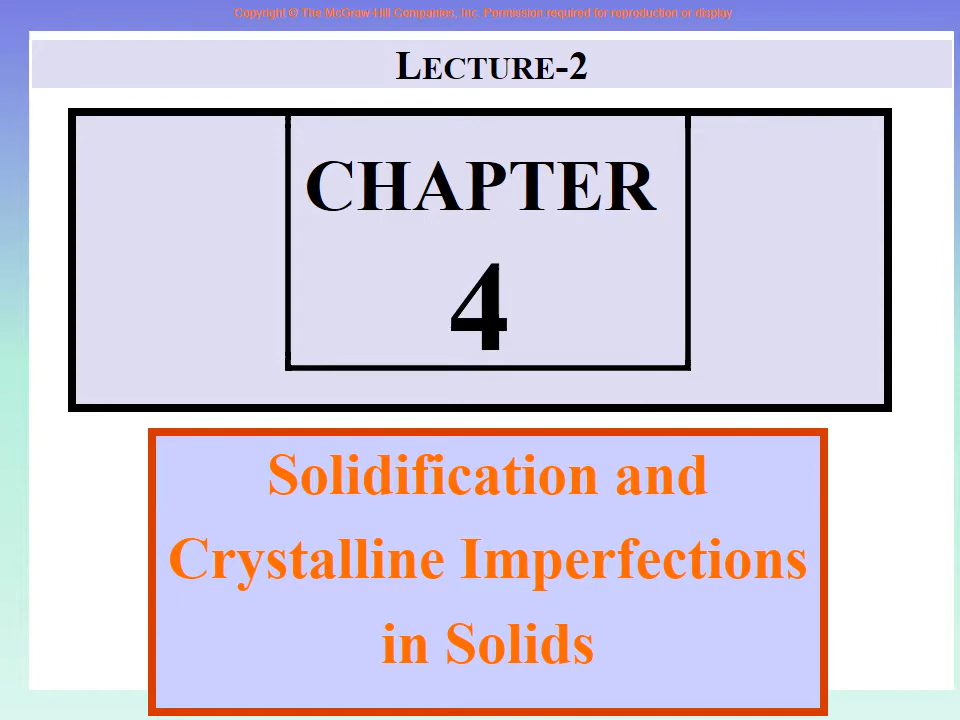 Copyright © The McGraw-Hill Companies, Inc. Permission required for reproduction or display
LECTURE-2
CHAPTER
4
Solidification and
Crystalline Imperfections
in Solids